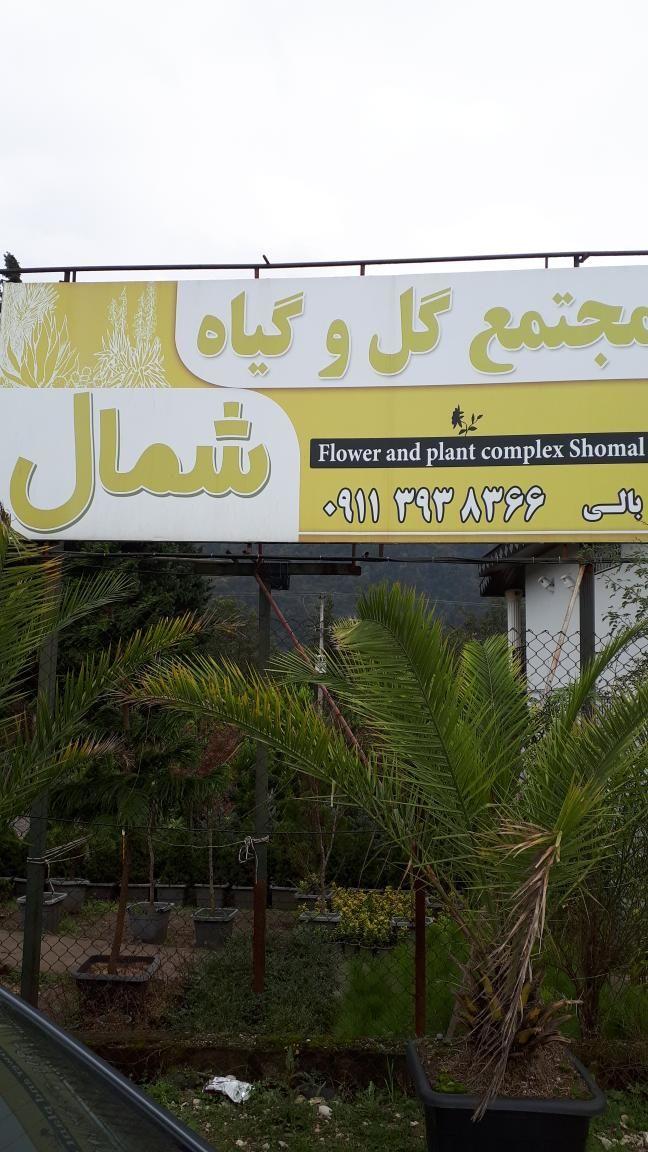 مجتمع گل و گیاه
شمال
Flower and plant complex Shomal
بالی ۰۹۱۱ ۳۹۳ ۸۳۶۶